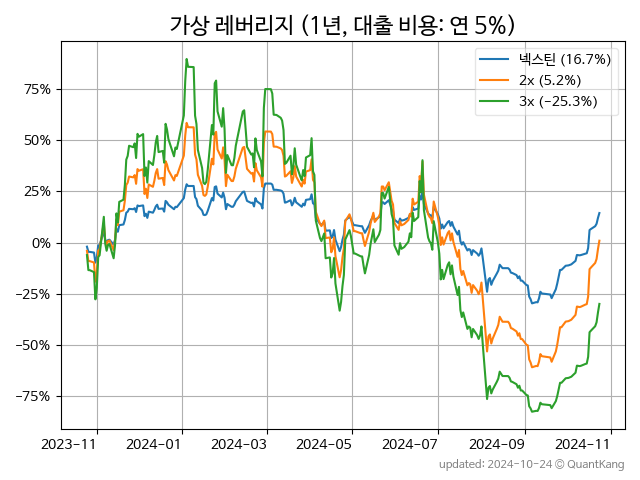 가상 레버리지 (1년, 대출 비용: 연 5%)
넥스틴 (16.7%)
2x (5.2%)
3x (−25.3%)
75%
50%
25%
0%
−25%
−50%
−75%
2023-11
2024-01
2024-03
2024-05
2024-07
2024-09
2024-11
updated: 2024-10-24 © QuantKang